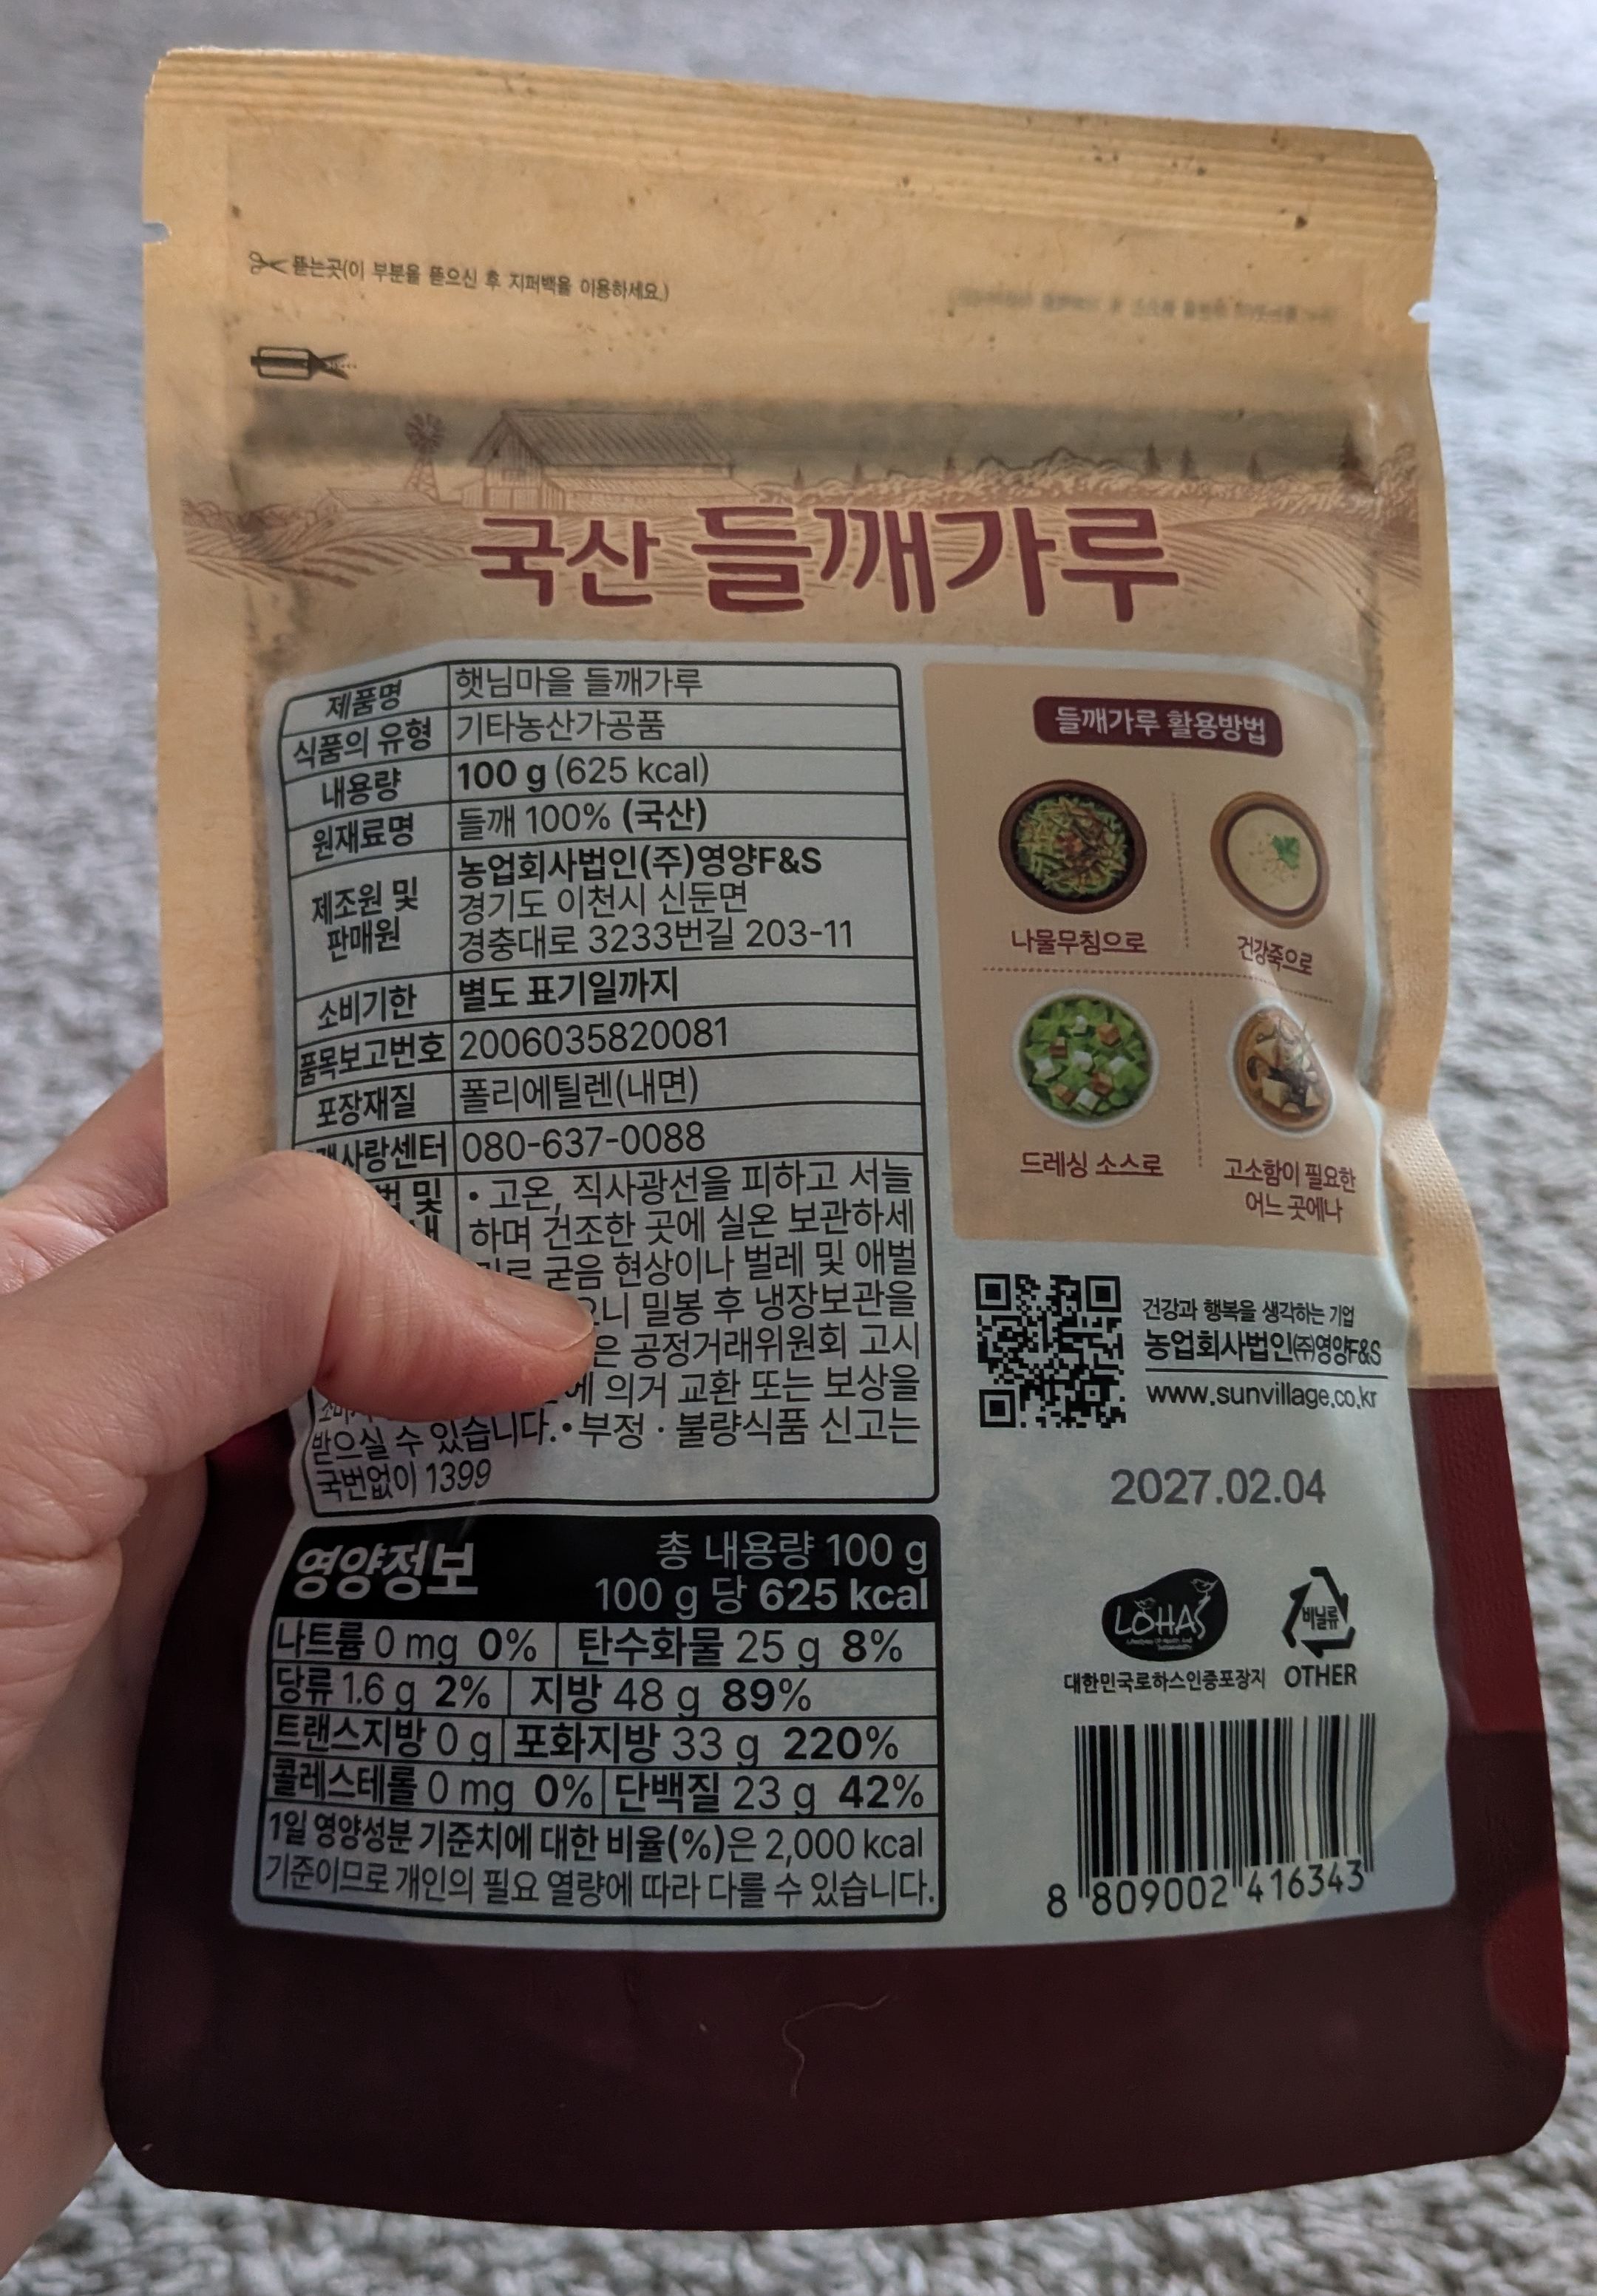 뜯는곳(이 부분을 뜯으신 후 지퍼백을 이용하세요.)
국산 들깨가루
제품명 햇님마을 들깨가루
식품의 유형 기타농산가공품
내용량 100 g (625 kcal)
원재료명 들깨 100% (국산)
제조원 및 판매원 농업회사법인(주)영양F&S
경기도 이천시 신둔면
경충대로 3233번길 203-11
소비기한 별도 표기일까지
품목보고번호 2006035820081
포장재질 폴리에틸렌(내면)
사랑센터 080-637-0088
및 • 고온, 직사광선을 피하고 서늘
하며 건조한 곳에 실온 보관하세
굳음 현상이나 벌레 및 애벌
밀봉 후 냉장보관을
은 공정거래위원회 고시
에 의거 교환 또는 보상을
받으실 수 있습니다.• 부정 · 불량식품 신고는
국번없이 1399
영양정보
총 내용량 100 g
100 g 당 625 kcal
나트륨 0 mg 0% 탄수화물 25 g 8%
당류 1.6 g 2% 지방 48 g 89%
트랜스지방 0 g 포화지방 33 g 220%
콜레스테롤 0 mg 0% 단백질 23 g 42%
1일 영양성분 기준치에 대한 비율(%)은 2,000 kcal
기준이므로 개인의 필요 열량에 따라 다를 수 있습니다.
들깨가루 활용방법
나물무침으로
건강죽으로
드레싱 소스로
고소함이 필요한
어느 곳에나
건강과 행복을 생각하는 기업
농업회사법인(주)영양F&S
www.sunvillage.co.kr
2027.02.04
LOHAS
대한민국로하스인증포장지
비닐류
OTHER
8 809002 416343